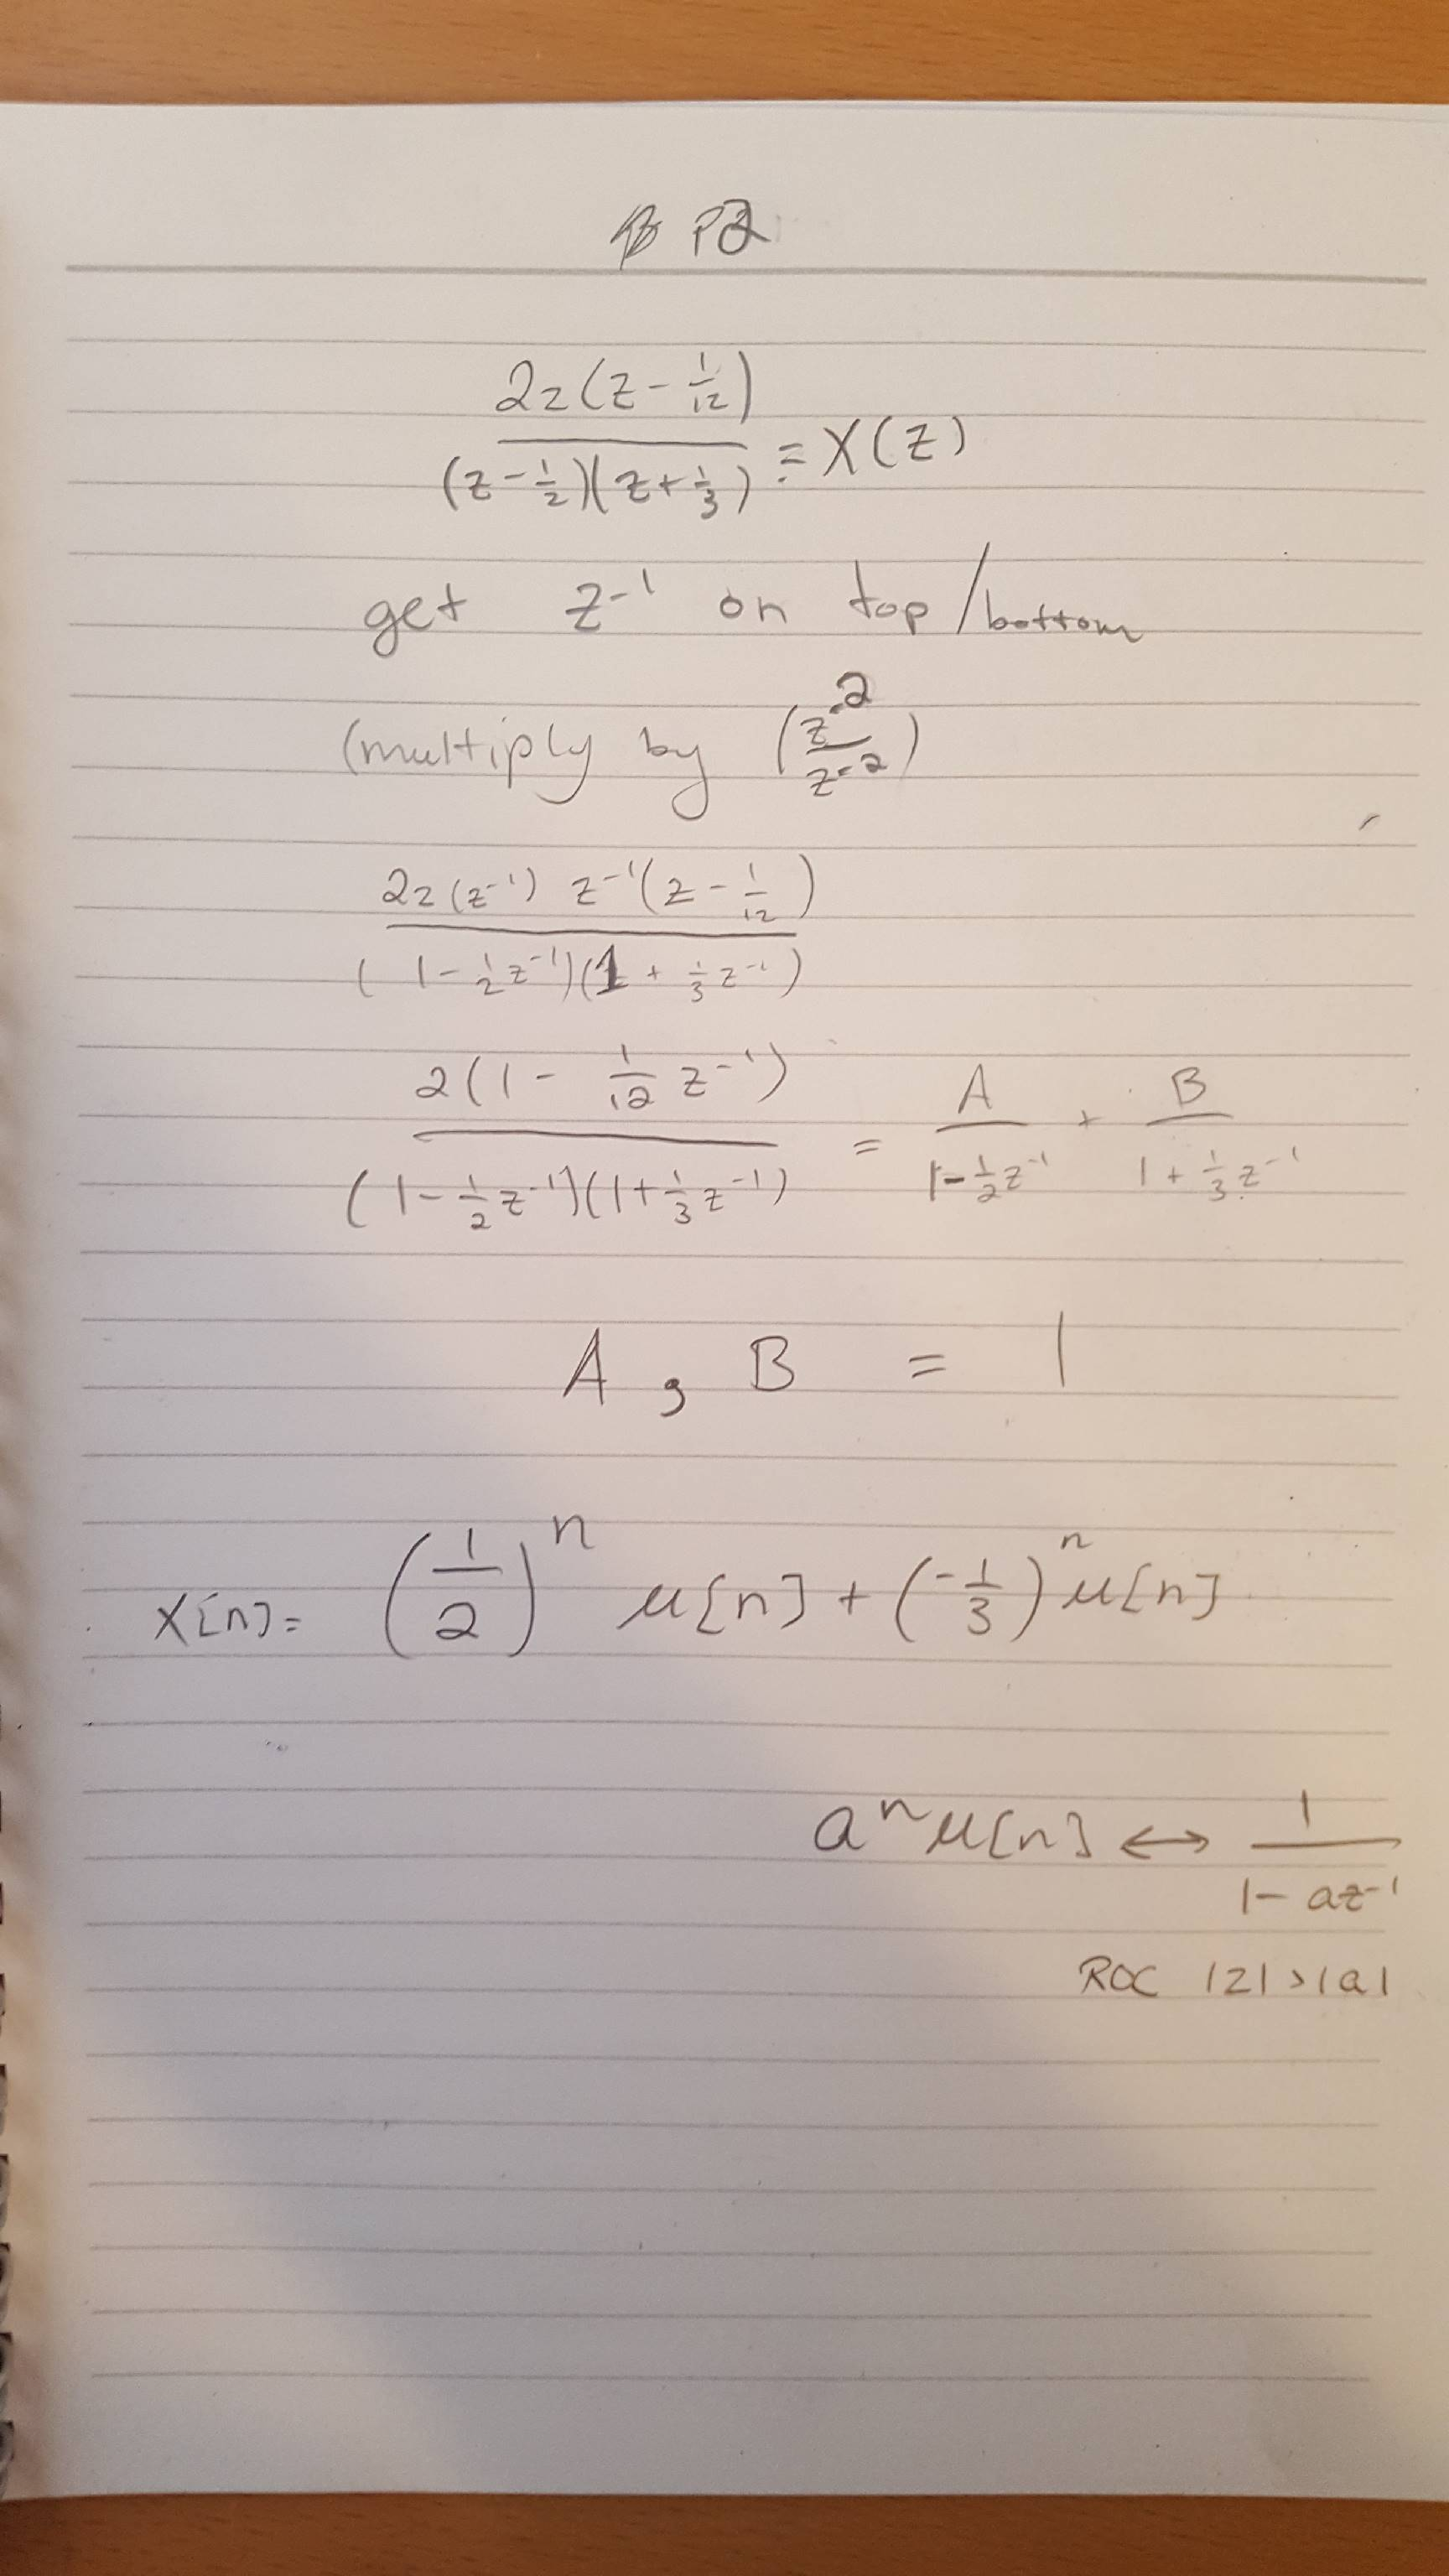 P2
2z(z - 1/12)
(z - 1/2)(z + 1/3) = X(z)
get z⁻¹ on top/bottom
(multiply by (z⁻²/z⁻²)
2z(z⁻¹) z⁻¹(z - 1/12)
(1 - 1/2 z⁻¹)(1 + 1/3 z⁻¹)
2(1 - 1/12 z⁻¹)
(1 - 1/2 z⁻¹)(1 + 1/3 z⁻¹) = A/(1 - 1/2 z⁻¹) + B/(1 + 1/3 z⁻¹)
A, B = 1
x[n] = (1/2)ⁿ u[n] + (-1/3)ⁿ u[n]
aⁿu[n] ↔ 1/(1 - az⁻¹)
ROC |z| > |a|